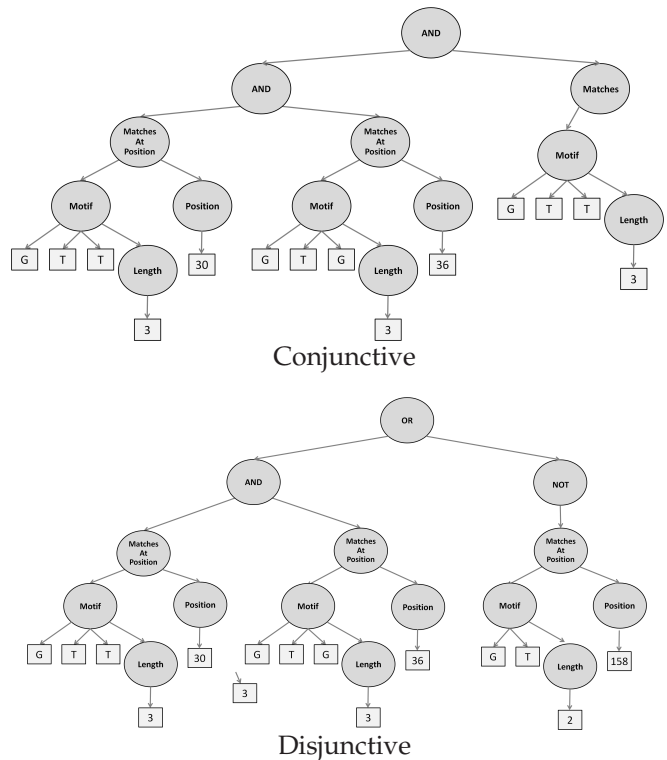 AND
AND
Matches
Matches
At
Position
Matches
At
Position
Motif
Motif
Position
Motif
Position
G T T
Length
G T T
30
G T G
36
Length
Length
3
3
3
Conjunctive
OR
AND
NOT
Matches
At
Position
Matches
At
Position
Matches
At
Position
Motif
Position
Motif
Position
Motif
Position
G T T
30
G T G
36
G T
158
Length
Length
Length
3
3
3
2
Disjunctive